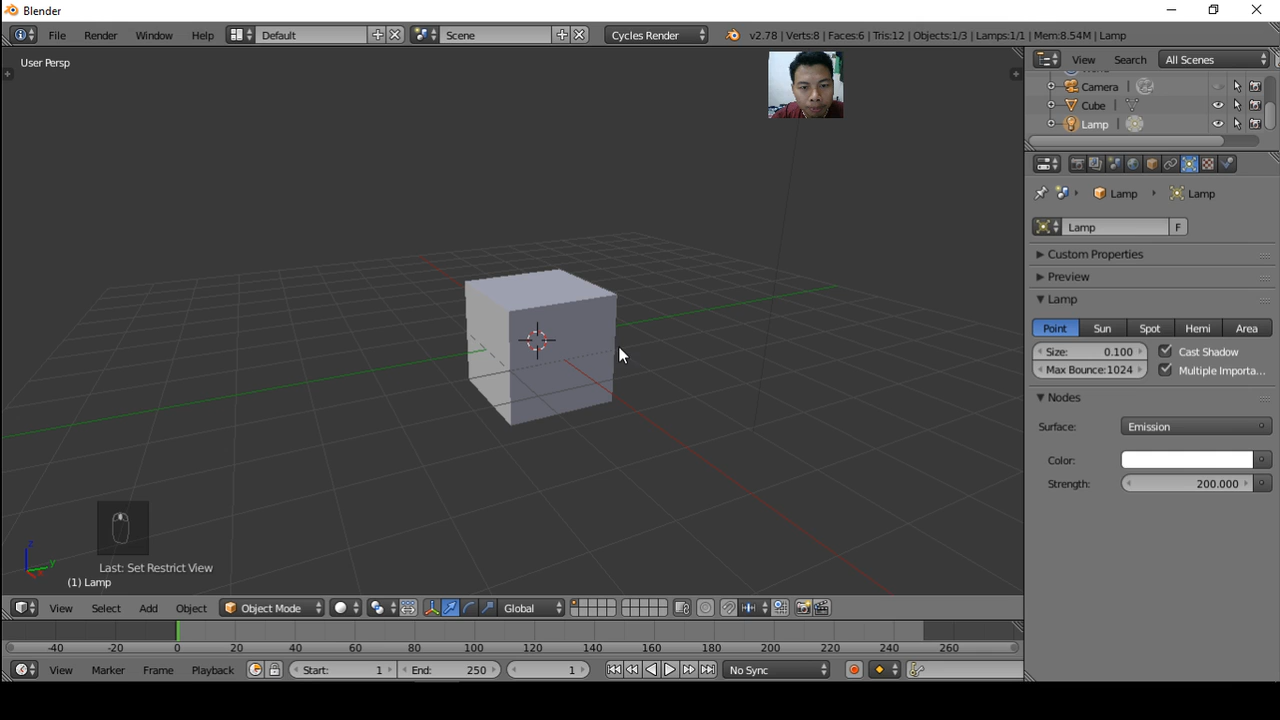 Blender
File Render Window Help Default Scene Cycles Render v2.78 | Verts:8 | Faces:6 | Tris:12 | Objects:1/3 | Lamps:1/1 | Mem:8.54M | Lamp
User Persp
View Search All Scenes
Camera
Cube
Lamp
Lamp Lamp
Lamp F
Custom Properties
Preview
Lamp
Point Sun Spot Hemi Area
Size: 0.100 Cast Shadow
Max Bounce:1024 Multiple Importa...
Nodes
Surface: Emission
Color:
Strength: 200.000
z
y
Last: Set Restrict View
(1) Lamp
View Select Add Object Object Mode Global
-40 -20 0 20 40 60 80 100 120 140 160 180 200 220 240 260
View Marker Frame Playback Start: 1 End: 250 1 No Sync